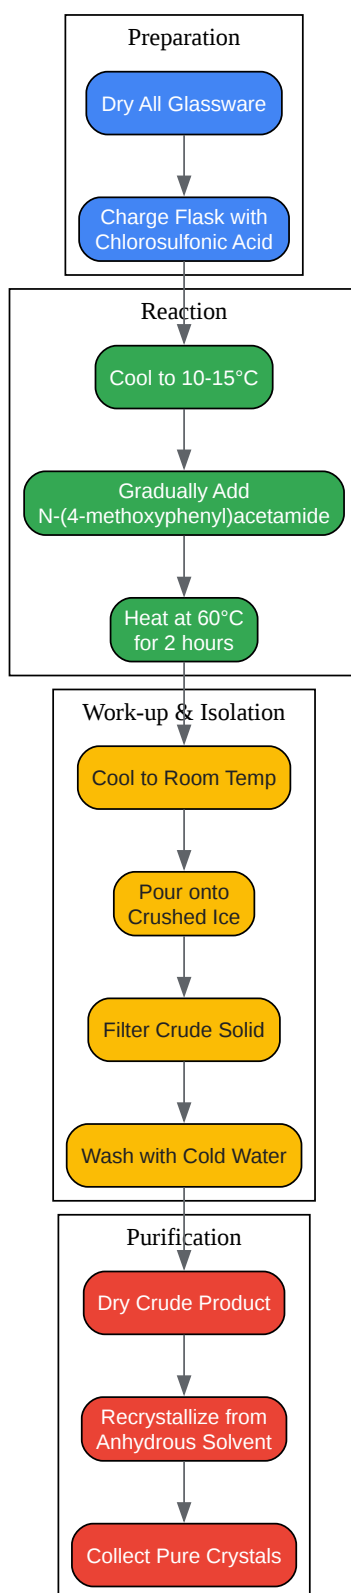 Preparation
Dry All Glassware
Charge Flask with
Chlorosulfonic Acid
Reaction
Cool to 10-15°C
Gradually Add
N-(4-methoxyphenyl)acetamide
Heat at 60°C
for 2 hours
Work-up & Isolation
Cool to Room Temp
Pour onto
Crushed Ice
Filter Crude Solid
Wash with Cold Water
Purification
Dry Crude Product
Recrystallize from
Anhydrous Solvent
Collect Pure Crystals